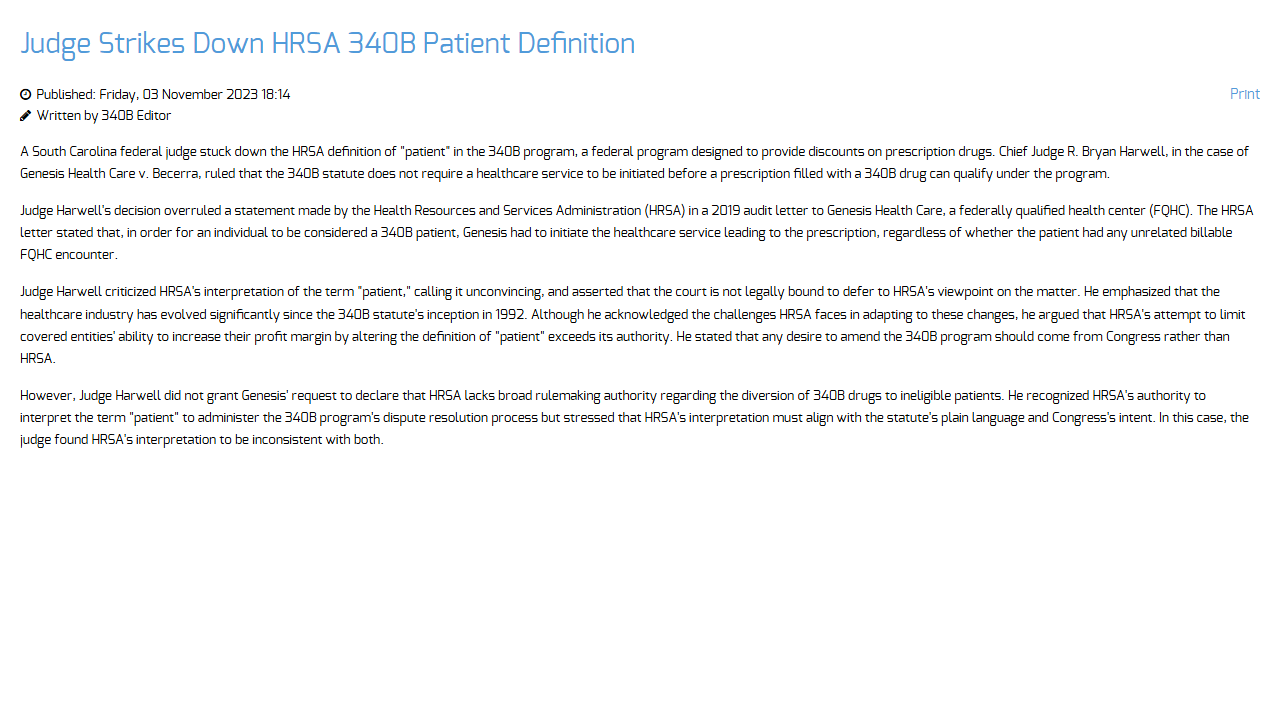 Judge Strikes Down HRSA 340B Patient Definition
Published: Friday, 03 November 2023 18:14
Print
Written by 340B Editor
A South Carolina federal judge stuck down the HRSA definition of "patient" in the 340B program, a federal program designed to provide discounts on prescription drugs. Chief Judge R. Bryan Harwell, in the case of
Genesis Health Care v. Becerra, ruled that the 340B statute does not require a healthcare service to be initiated before a prescription filled with a 340B drug can qualify under the program.
Judge Harwell's decision overruled a statement made by the Health Resources and Services Administration (HRSA) in a 2019 audit letter to Genesis Health Care, a federally qualified health center (FQHC). The HRSA
letter stated that, in order for an individual to be considered a 340B patient, Genesis had to initiate the healthcare service leading to the prescription, regardless of whether the patient had any unrelated billable
FQHC encounter.
Judge Harwell criticized HRSA's interpretation of the term "patient," calling it unconvincing, and asserted that the court is not legally bound to defer to HRSA's viewpoint on the matter. He emphasized that the
healthcare industry has evolved significantly since the 340B statute's inception in 1992. Although he acknowledged the challenges HRSA faces in adapting to these changes, he argued that HRSA's attempt to limit
covered entities' ability to increase their profit margin by altering the definition of "patient" exceeds its authority. He stated that any desire to amend the 340B program should come from Congress rather than
HRSA.
However, Judge Harwell did not grant Genesis' request to declare that HRSA lacks broad rulemaking authority regarding the diversion of 340B drugs to ineligible patients. He recognized HRSA's authority to
interpret the term "patient" to administer the 340B program's dispute resolution process but stressed that HRSA's interpretation must align with the statute's plain language and Congress's intent. In this case, the
judge found HRSA's interpretation to be inconsistent with both.